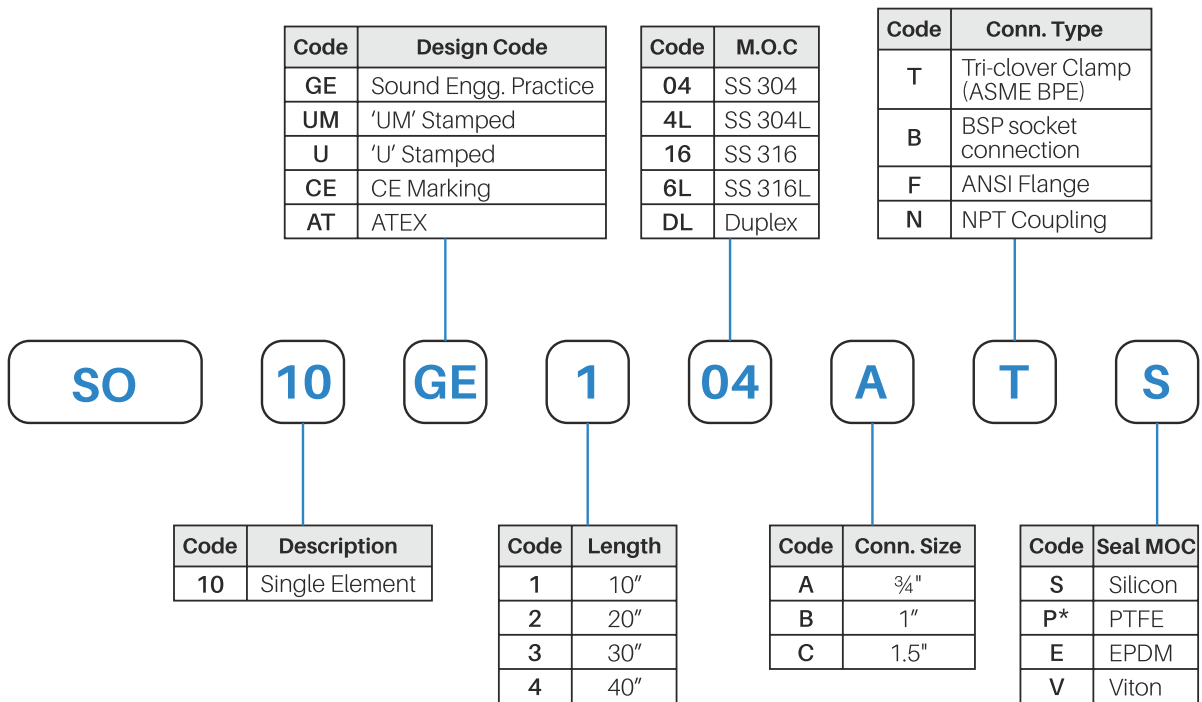 Code Design Code
GE Sound Engg. Practice
UM ‘UM’ Stamped
U ‘U’ Stamped
CE CE Marking
AT ATEX
Code M.O.C
04 SS 304
4L SS 304L
16 SS 316
6L SS 316L
DL Duplex
Code Conn. Type
T Tri-clover Clamp
(ASME BPE)
B BSP socket
connection
F ANSI Flange
N NPT Coupling
SO 10 GE 1 04 A T S
Code Description
10 Single Element
Code Length
1 10″
2 20″
3 30″
4 40″
Code Conn. Size
A ¾"
B 1″
C 1.5"
Code Seal MOC
S Silicon
P* PTFE
E EPDM
V Viton